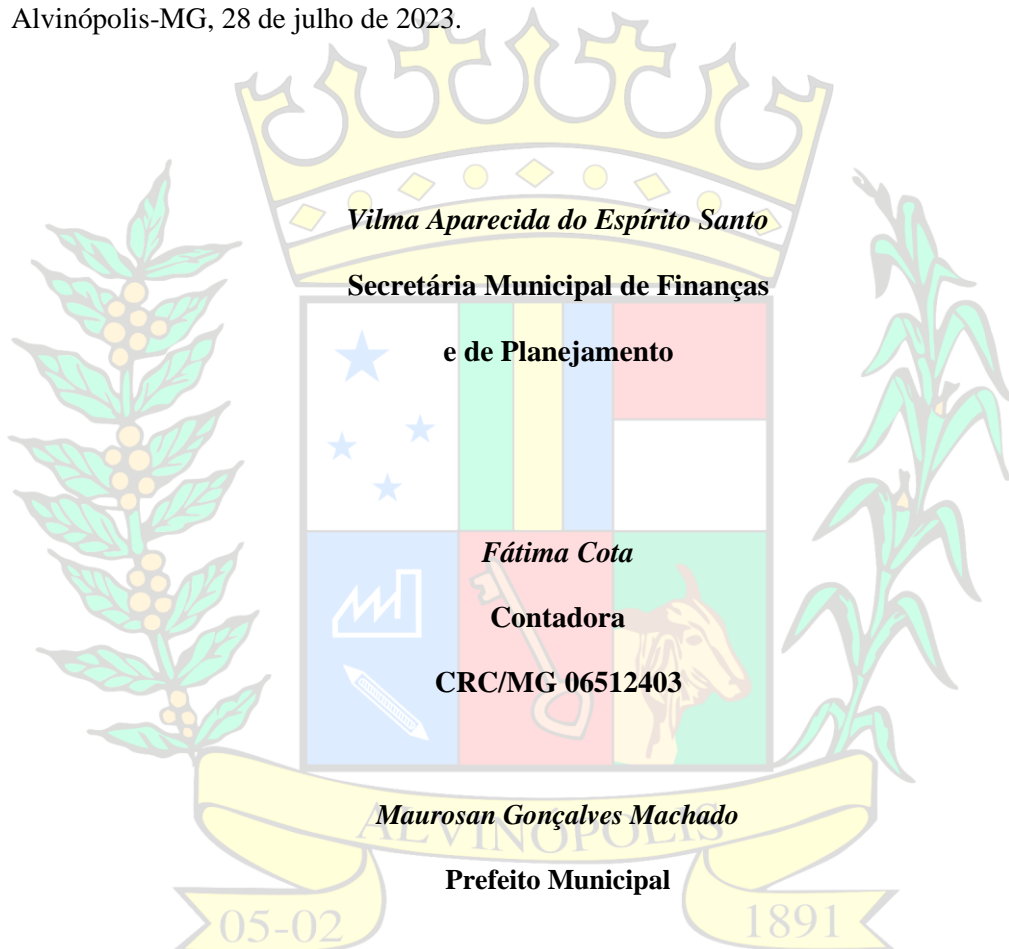 Alvinópolis-MG, 28 de julho de 2023.
Vilma Aparecida do Espírito Santo
Secretária Municipal de Finanças
e de Planejamento
Fátima Cota
Contadora
CRC/MG 06512403
Maurosan Gonçalves Machado
ALVINÓPOLIS
Prefeito Municipal
05-02
1891